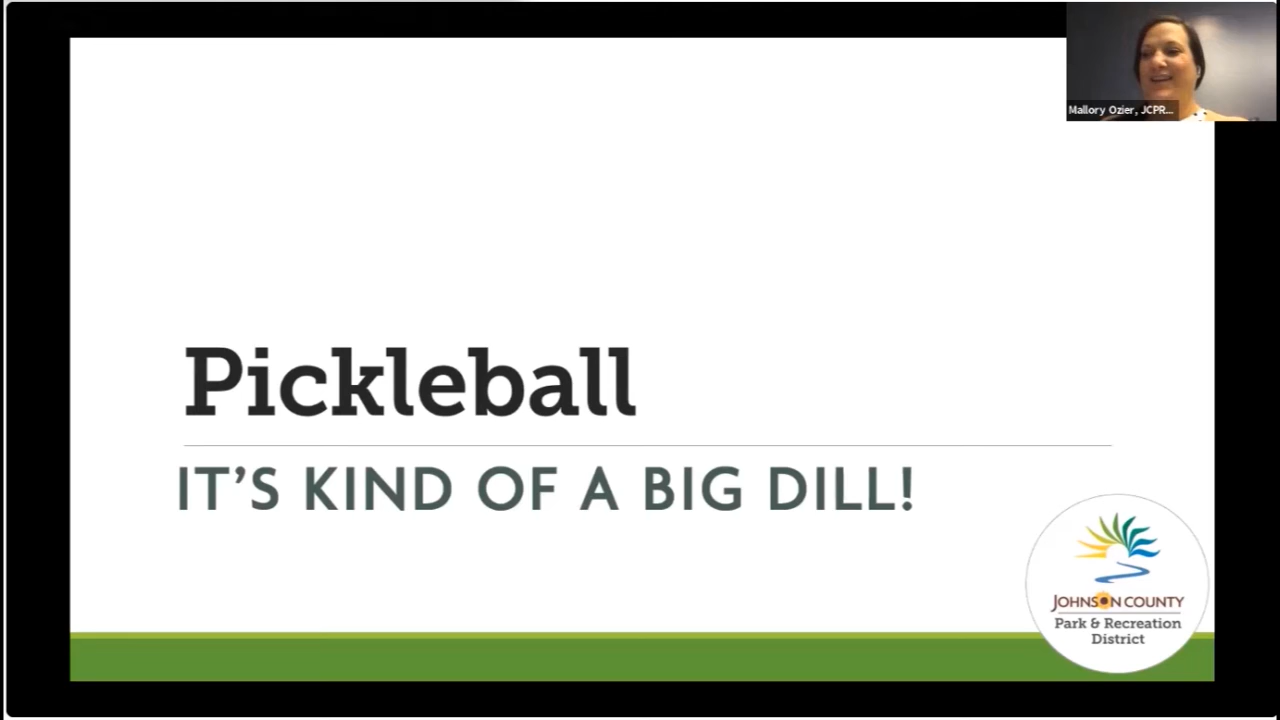 Mallory Ozier, JCPR...
Pickleball
IT'S KIND OF A BIG DILL!
JOHNSON COUNTY
Park & Recreation
District